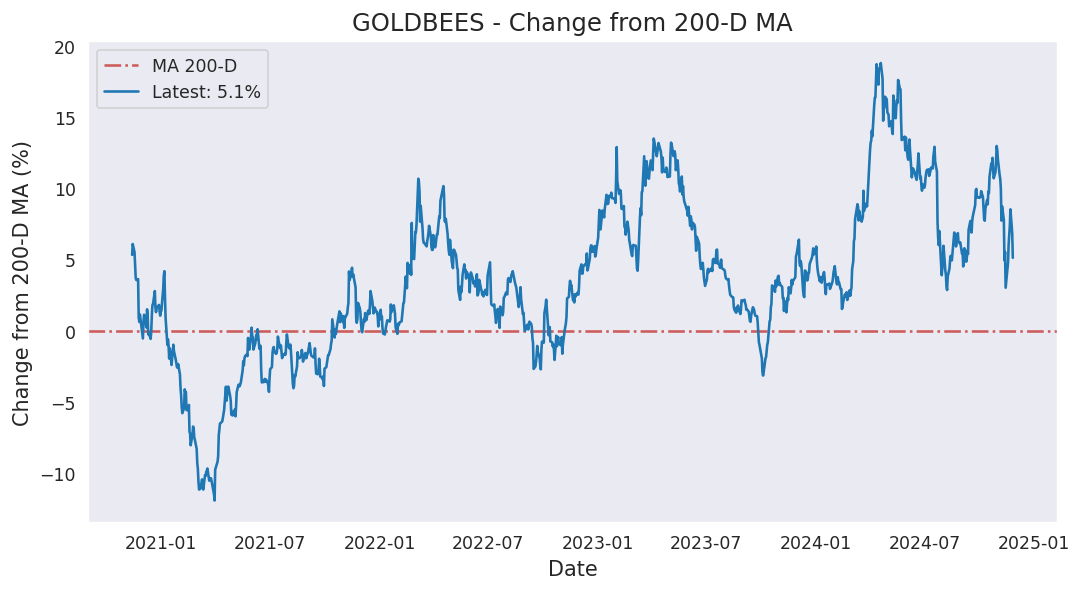 GOLDBEES - Change from 200-D MA
MA 200-D
Latest: 5.1%
Change from 200-D MA (%)
20
15
10
5
0
−5
−10
2021-01 2021-07 2022-01 2022-07 2023-01 2023-07 2024-01 2024-07 2025-01
Date